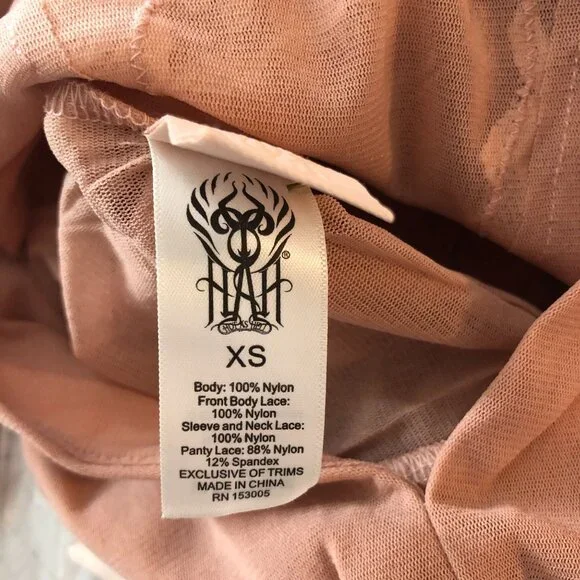 HAH
®
XS
Body: 100% Nylon
Front Body Lace:
100% Nylon
Sleeve and Neck Lace:
100% Nylon
Panty Lace: 88% Nylon
12% Spandex
EXCLUSIVE OF TRIMS
MADE IN CHINA
RN 153005